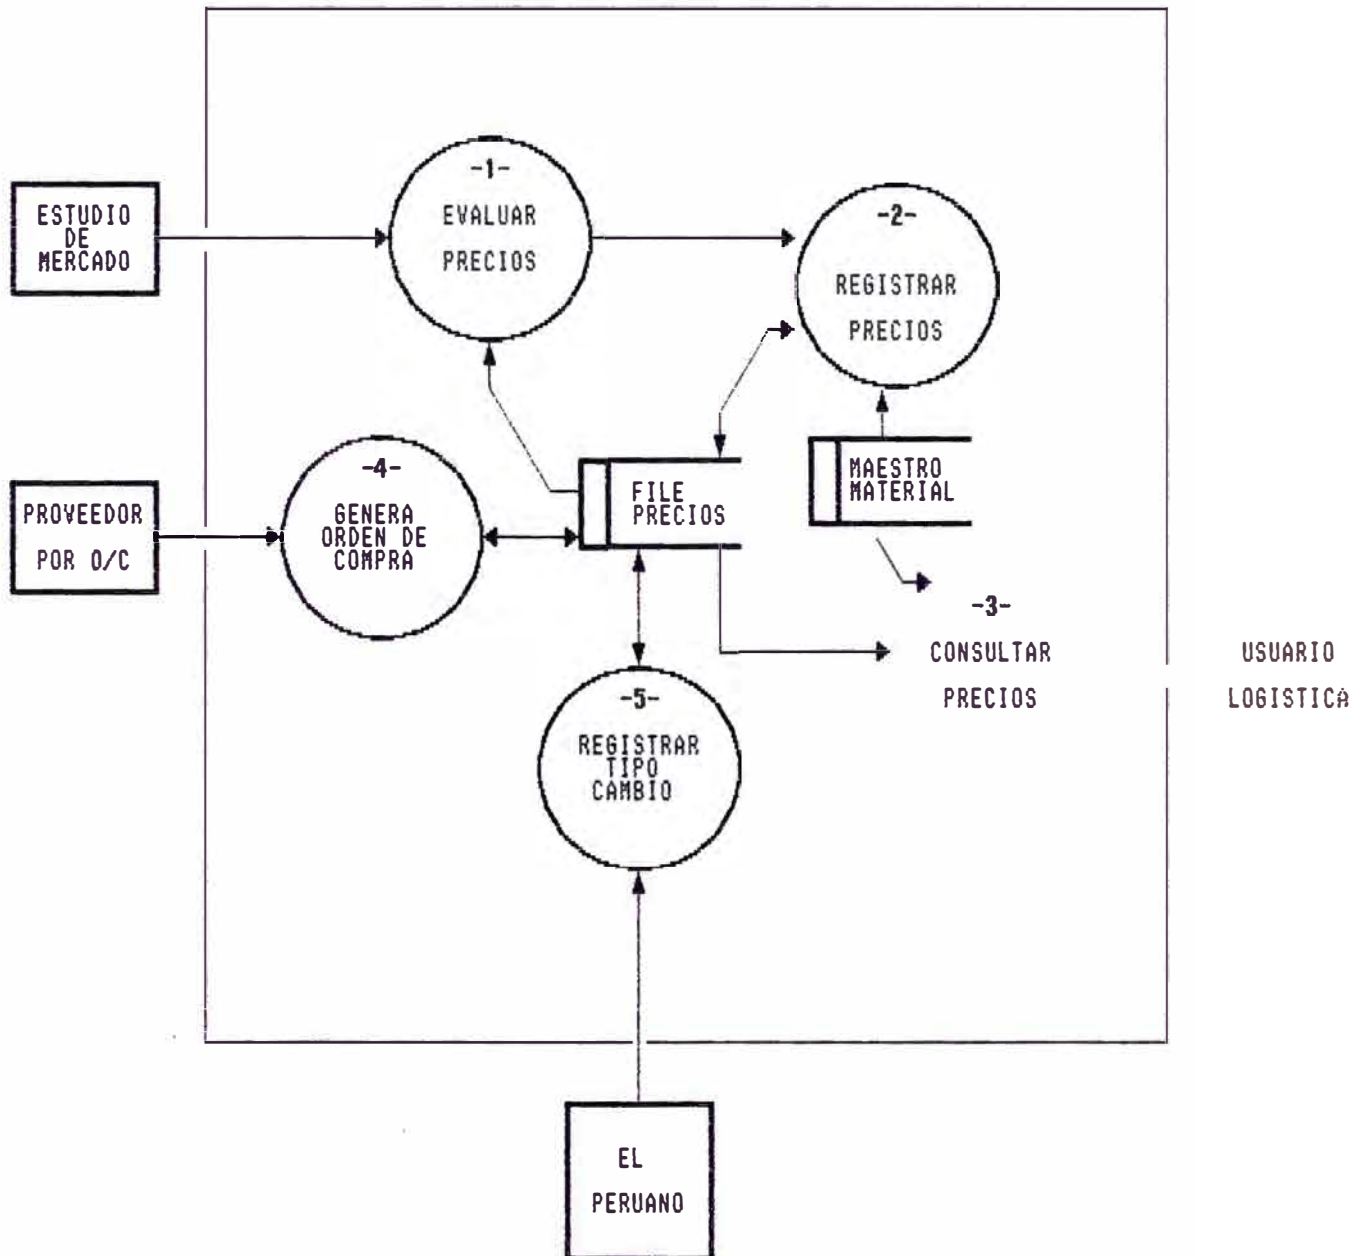 -1-
EVALUAR
PRECIOS
ESTUDIO
DE
MERCADO
-2-
REGISTRAR
PRECIOS
-4-
GENERA
ORDEN DE
COMPRA
PROVEEDOR
POR O/C
FILE
PRECIOS
MAESTRO
MATERIAL
-3-
CONSULTAR
PRECIOS
USUARIO
LOGISTICA
-5-
REGISTRAR
TIPO
CAMBIO
EL
PERUANO